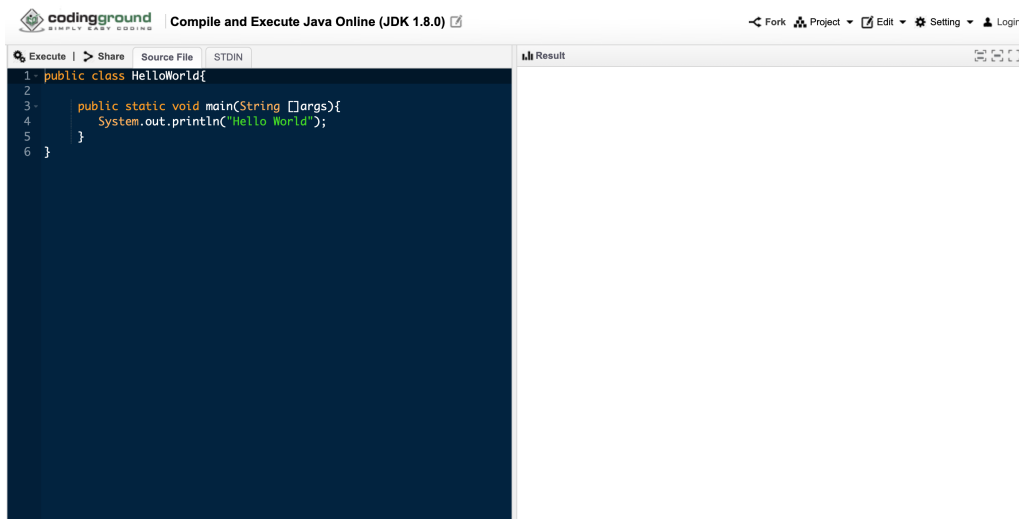 codingground
SIMPLY EASY CODING
Compile and Execute Java Online (JDK 1.8.0)
Fork Project Edit Setting Login
Execute | Share Source File STDIN
Result
1 public class HelloWorld{
2
3 public static void main(String []args){
4 System.out.println("Hello World");
5 }
6 }